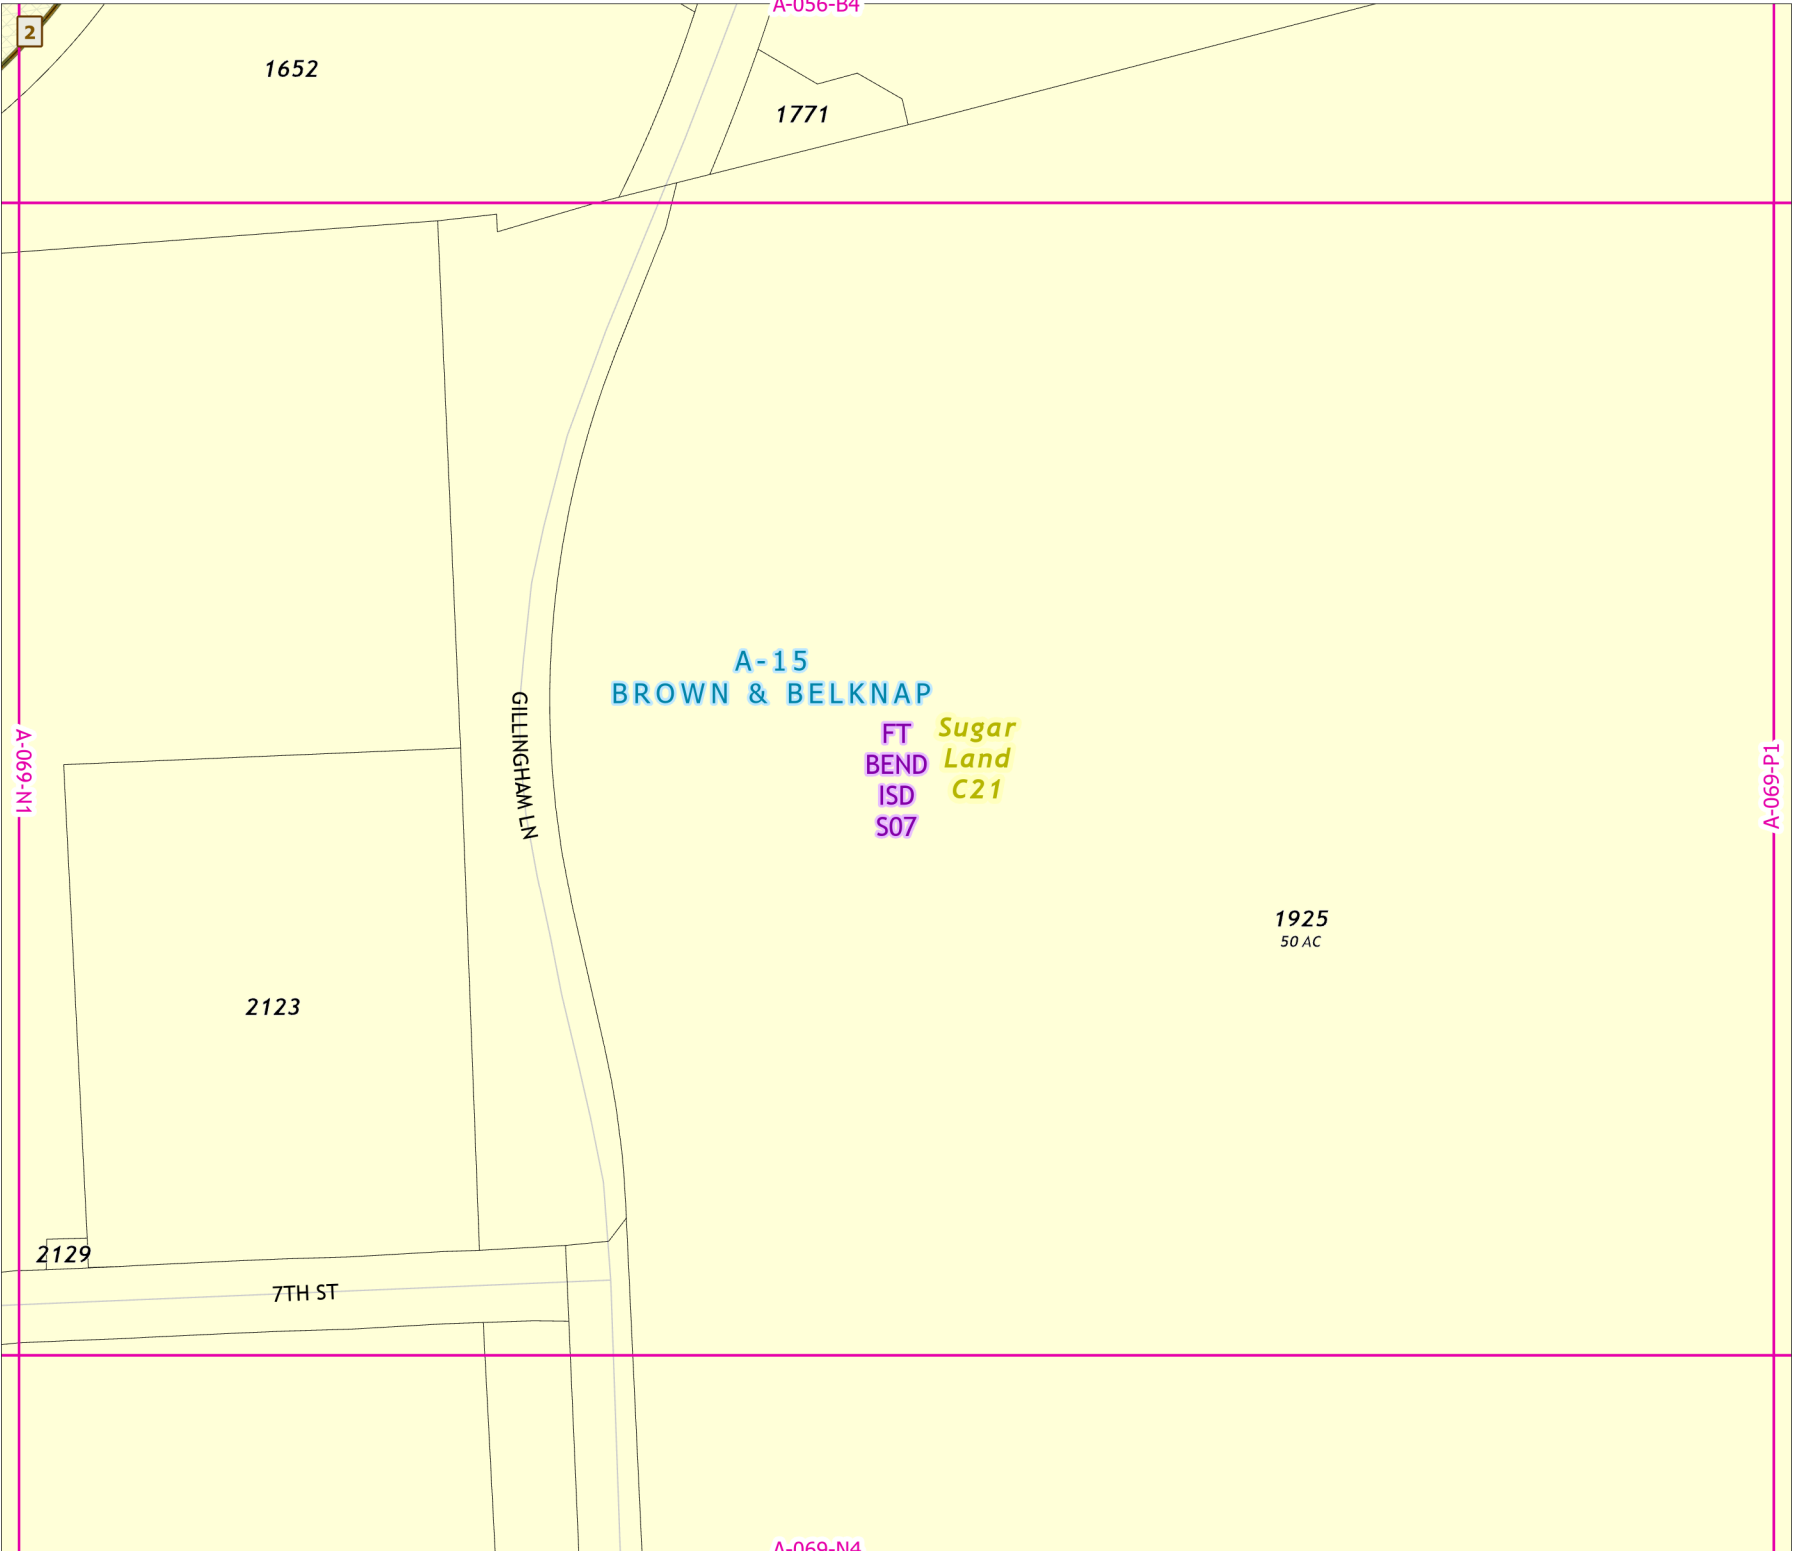 A-056-B4
2
1652
1771
A-15
BROWN & BELKNAP
GILLINGHAM LN
FT
BEND
ISD
S07
Sugar
Land
C21
A-069-N1
A-069-P1
1925
50 AC
2123
2129
7TH ST
A-069-N4